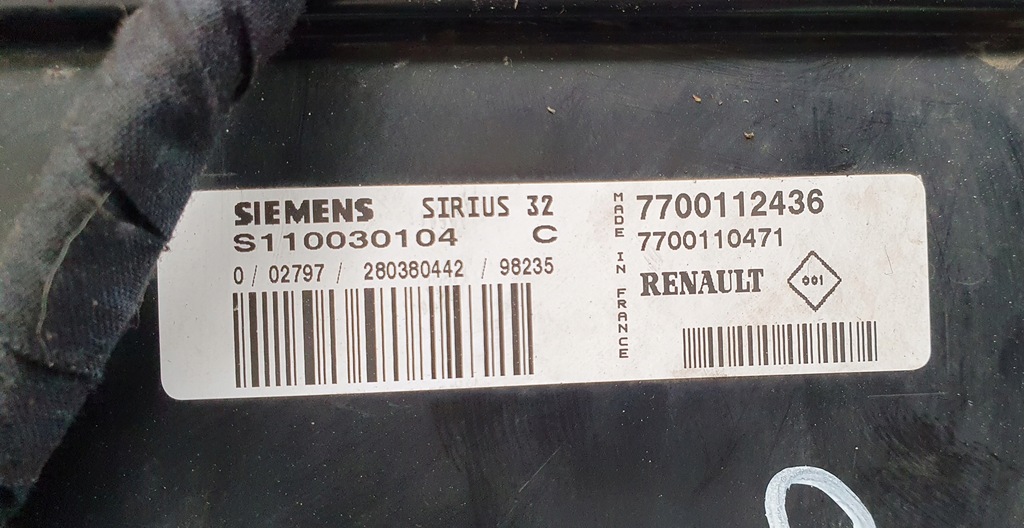 SIEMENS SIRIUS 32
S110030104 C
0 / 02797 / 280380442 / 98235
MADE IN FRANCE
7700112436
7700110471
RENAULT 001